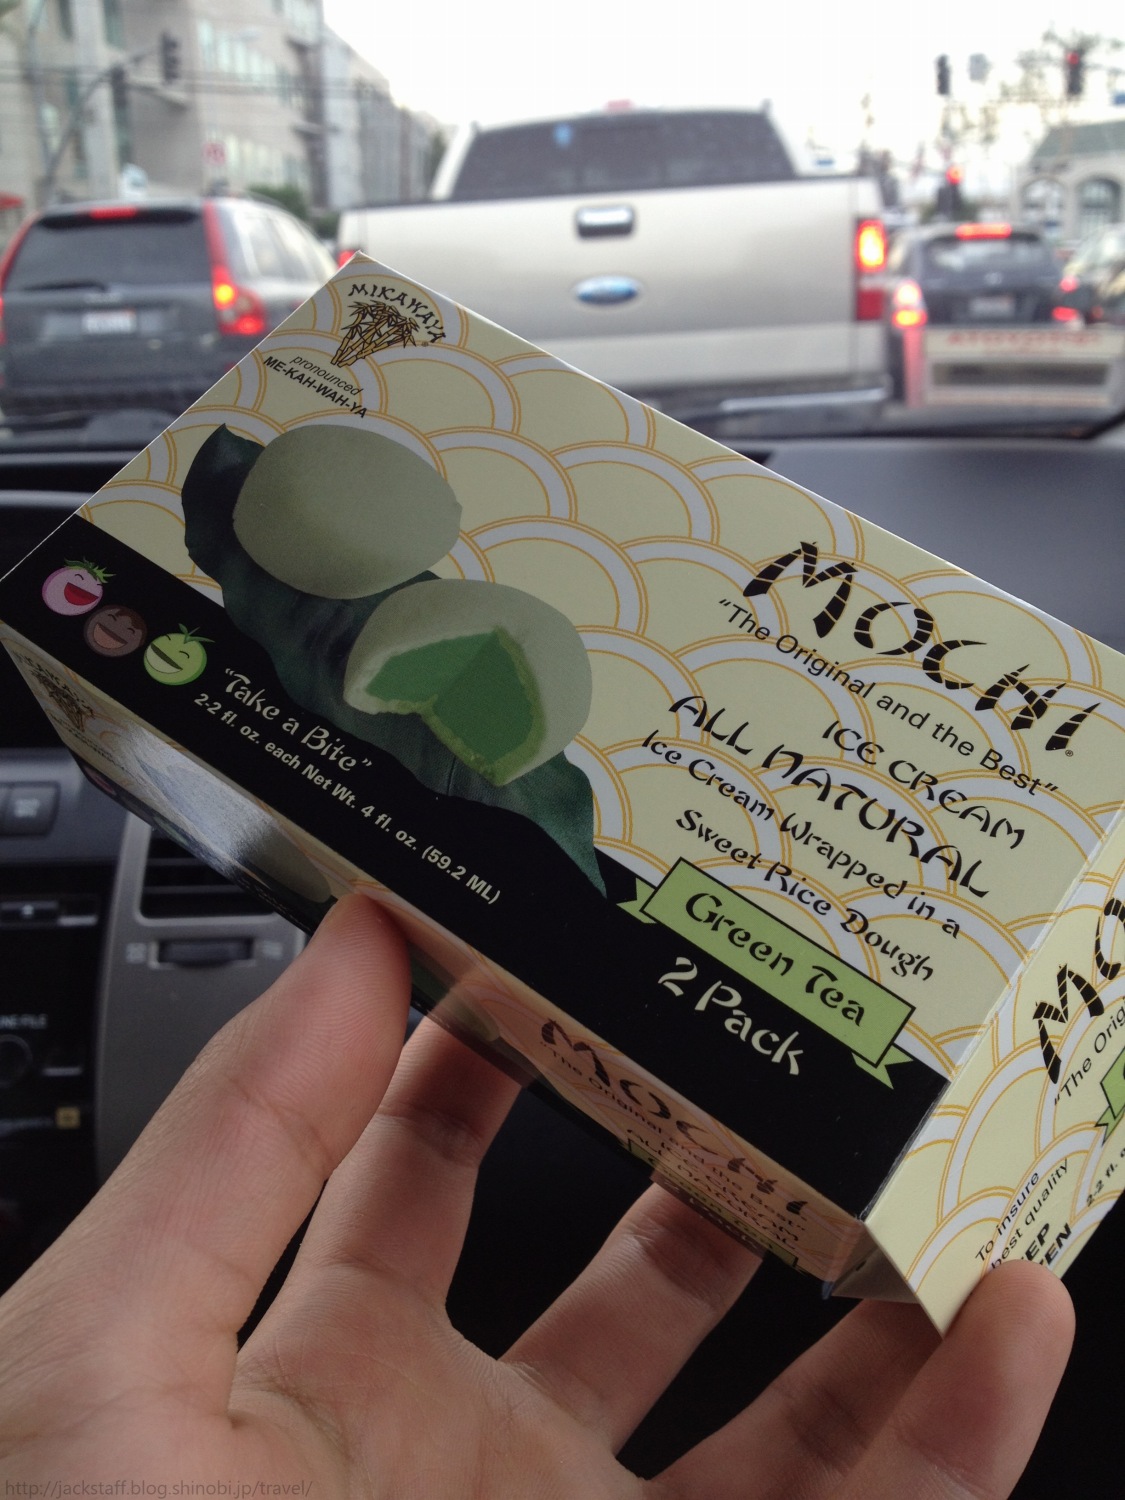 MIKAWAYA
pronounced
ME-KAH-WAH-YA
MOCHI®
"The Original and the Best"
ICE CREAM
ALL NATURAL
Ice Cream Wrapped in a
Sweet Rice Dough
Green Tea
2 Pack
"Take a Bite"
2-2 fl. oz. each Net Wt. 4 fl. oz. (59.2 ML)
MIKAWAYA
MOCHI
"The Original and the Best"
"The Orig
To insure
best quality
http://jackstaff.blog.shinobi.jp/travel/